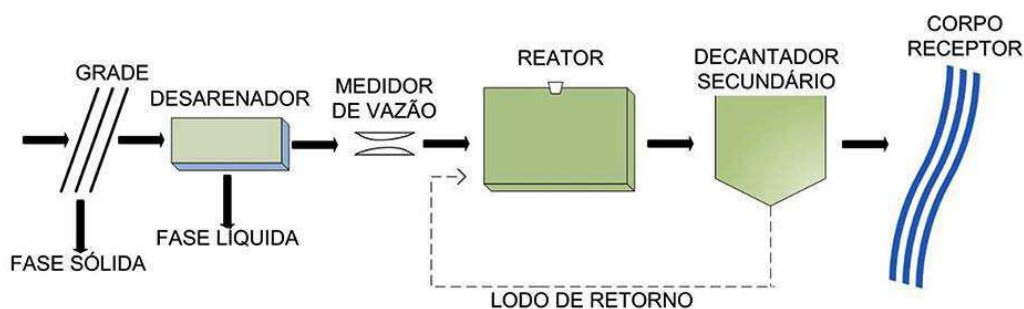 GRADE
DESARENADOR
MEDIDOR
DE VAZÃO
REATOR
DECANTADOR
SECUNDÁRIO
CORPO
RECEPTOR
FASE SÓLIDA
FASE LÍQUIDA
LODO DE RETORNO